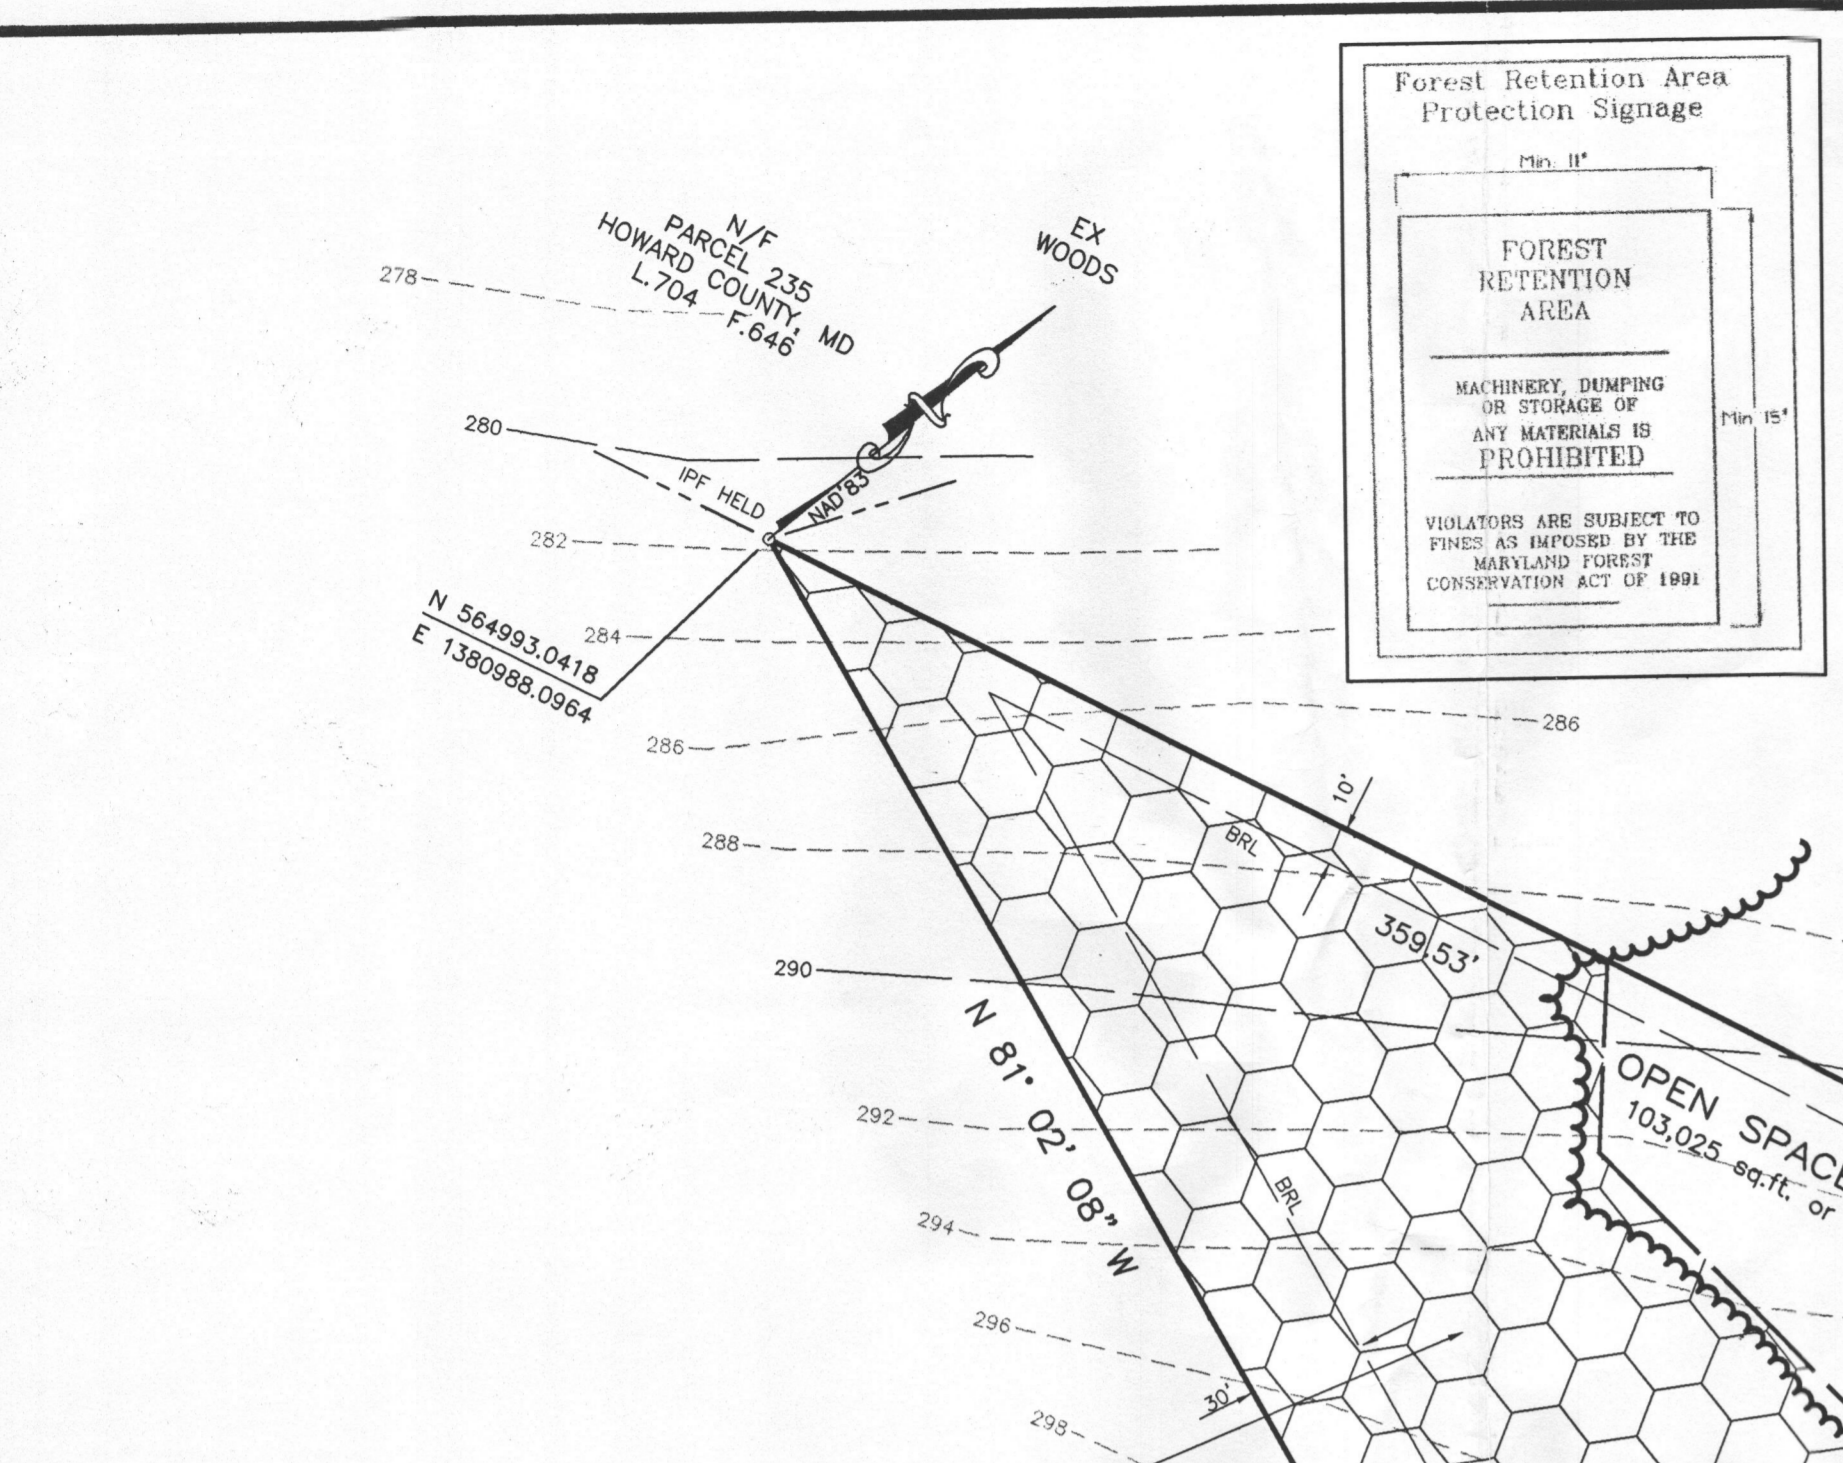 Forest Retention Area
Protection Signage
Min. 11"
FOREST
RETENTION
AREA
MACHINERY, DUMPING
OR STORAGE OF
ANY MATERIALS IS
PROHIBITED
VIOLATORS ARE SUBJECT TO
FINES AS IMPOSED BY THE
MARYLAND FOREST
CONSERVATION ACT OF 1991
Min 15"
N/F
PARCEL 235
HOWARD COUNTY, MD
L.704 F.646
EX
WOODS
278
280
IPF HELD
NAD'83
282
N 564993.0418
E 1380988.0964
284
286
286
10'
BRL
288
359.53'
290
N 81° 02' 08" W
OPEN SPACE
103,025 sq.ft. or
292
BRL
294
296
30'
298